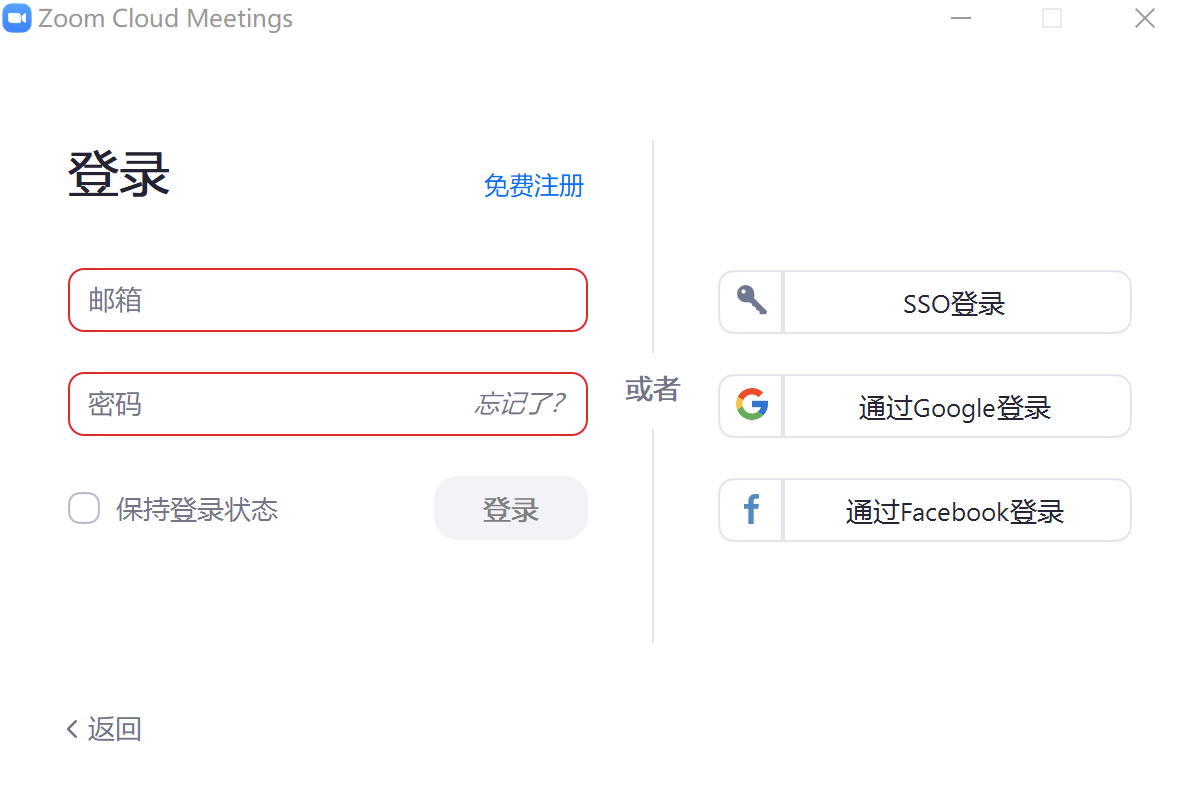 Zoom Cloud Meetings
登录
免费注册
邮箱
密码
忘记了?
保持登录状态
登录
或者
SSO登录
通过Google登录
通过Facebook登录
返回